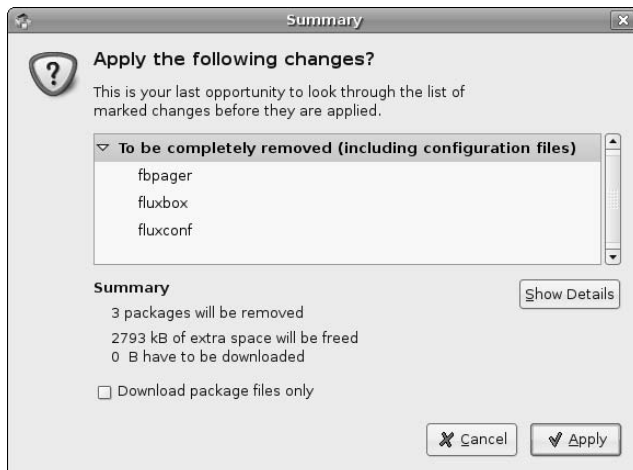 Summary
Apply the following changes?
This is your last opportunity to look through the list of
marked changes before they are applied.
To be completely removed (including configuration files)
fbpager
fluxbox
fluxconf
Summary
3 packages will be removed
2793 kB of extra space will be freed
0 B have to be downloaded
Show Details
Download package files only
Cancel
Apply